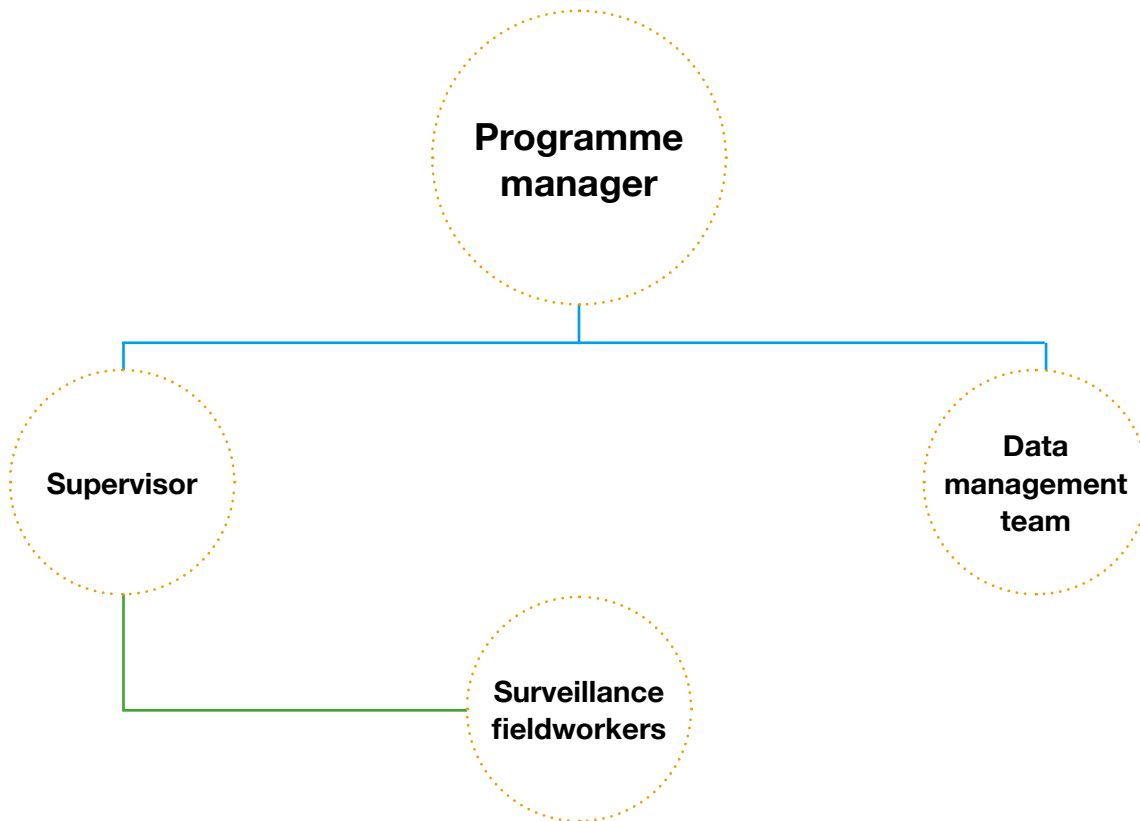 Programme
manager
Supervisor
Data
management
team
Surveillance
fieldworkers